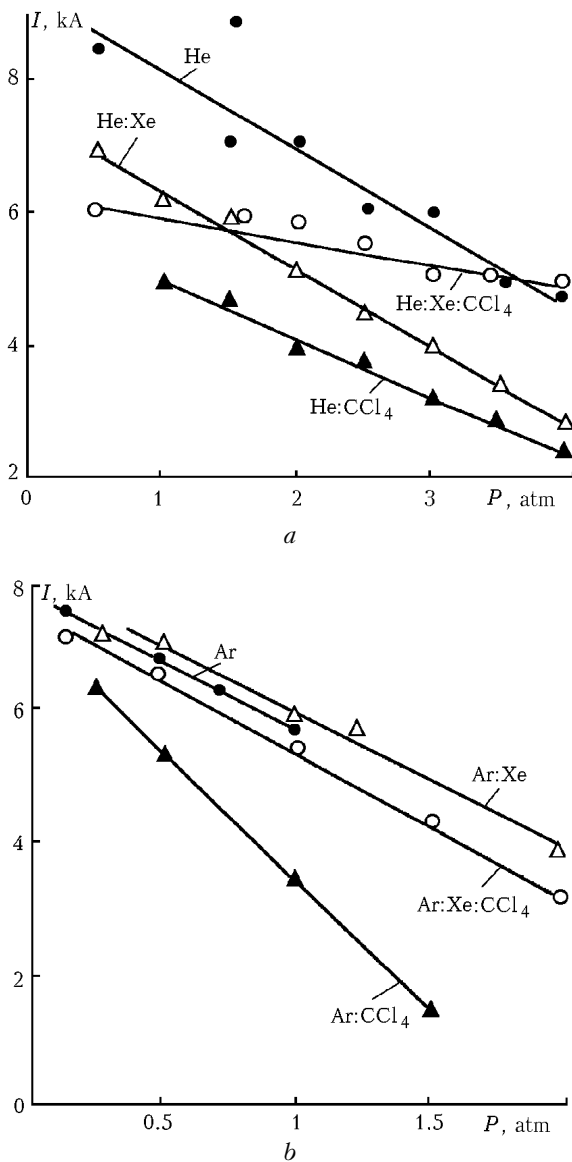 I, kA
He
8
He:Xe
6
He:Xe:CCl4
4
He:CCl4
2
0 1 2 3 P, atm
a
8 I, kA
Ar
6
Ar:Xe
4
Ar:Xe:CCl4
2
Ar:CCl4
0
0.5 1 1.5 P, atm
b